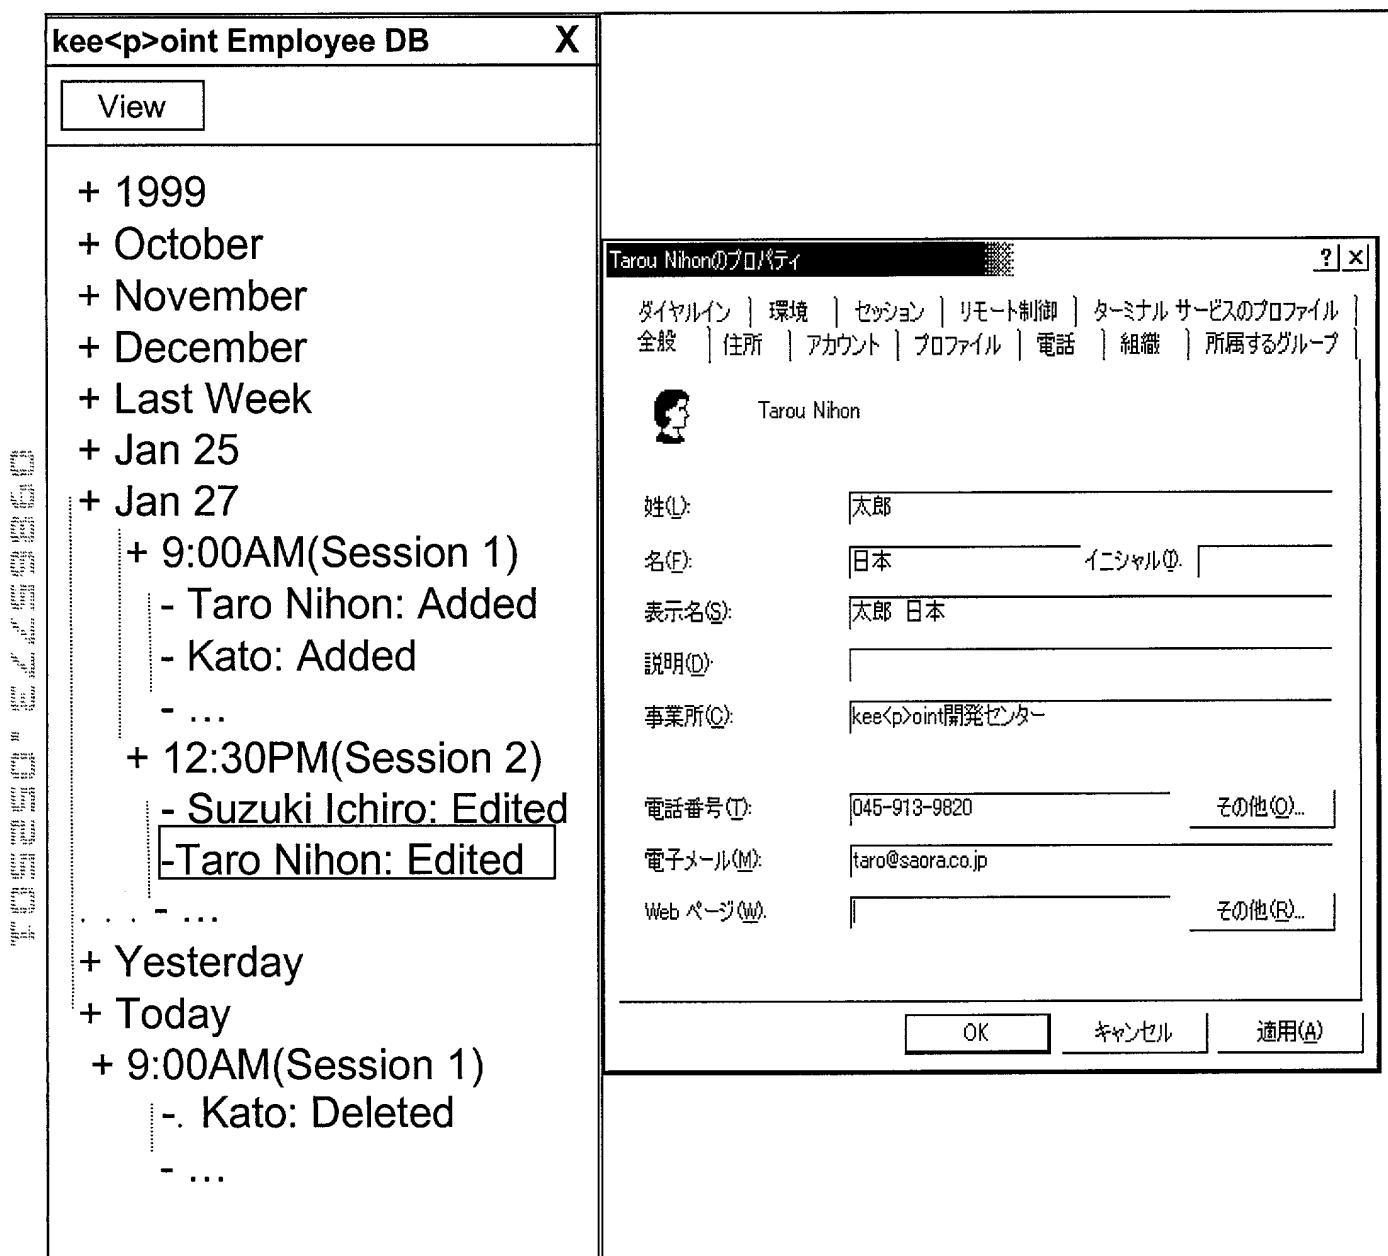 kee<p>oint Employee DB X
View
+ 1999
+ October
+ November
+ December
+ Last Week
+ Jan 25
+ Jan 27
+ 9:00AM(Session 1)
- Taro Nihon: Added
- Kato: Added
- ...
+ 12:30PM(Session 2)
- Suzuki Ichiro: Edited
-Taro Nihon: Edited
. . . - ...
+ Yesterday
+ Today
+ 9:00AM(Session 1)
-. Kato: Deleted
- ...
Tarou Nihonのプロパティ ? X
ダイヤルイン 環境 セッション リモート制御 ターミナル サービスのプロファイル
全般 住所 アカウント プロファイル 電話 組織 所属するグループ
Tarou Nihon
姓(L): 太郎
名(F): 日本 イニシャル(I).
表示名(S): 太郎 日本
説明(D):
事業所(C): kee<p>oint開発センター
電話番号(T): 045-913-9820 その他(O)...
電子メール(M): taro@saora.co.jp
Web ページ(W). その他(R)...
OK キャンセル 適用(A)
09865773.052501